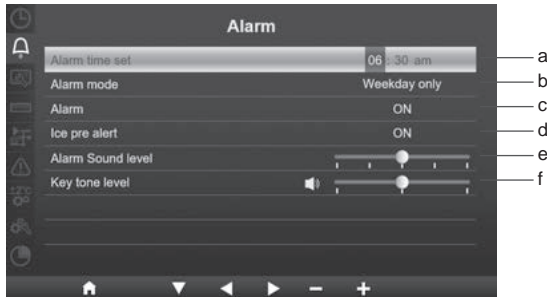 Alarm
Alarm time set 06 : 30 am a
Alarm mode Weekday only b
Alarm ON c
Ice pre alert ON d
Alarm Sound level e
Key tone level f